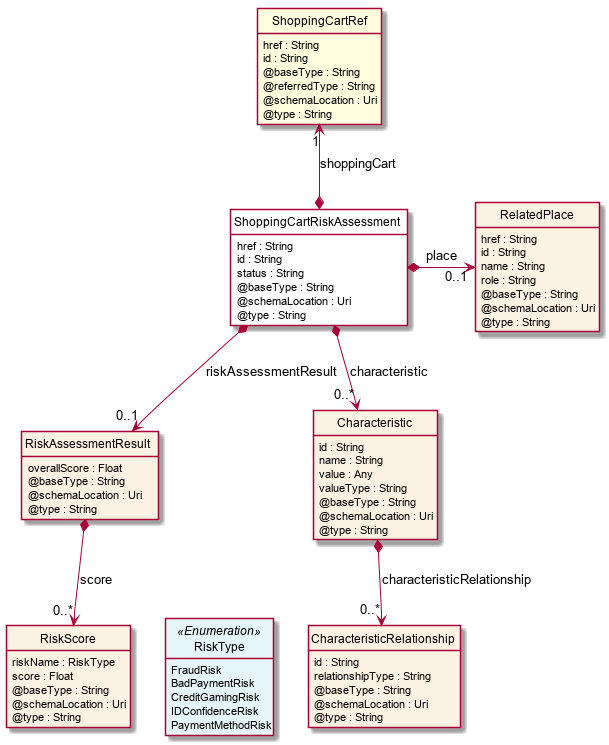 ShoppingCartRef
href : String
id : String
@baseType : String
@referredType : String
@schemaLocation : Uri
@type : String
1
shoppingCart
ShoppingCartRiskAssessment
href : String
id : String
status : String
@baseType : String
@schemaLocation : Uri
@type : String
place
0..1
RelatedPlace
href : String
id : String
name : String
role : String
@baseType : String
@schemaLocation : Uri
@type : String
riskAssessmentResult
0..1
characteristic
0..*
RiskAssessmentResult
overallScore : Float
@baseType : String
@schemaLocation : Uri
@type : String
Characteristic
id : String
name : String
value : Any
valueType : String
@baseType : String
@schemaLocation : Uri
@type : String
score
0..*
characteristicRelationship
0..*
RiskScore
riskName : RiskType
score : Float
@baseType : String
@schemaLocation : Uri
@type : String
«Enumeration»
RiskType
FraudRisk
BadPaymentRisk
CreditGamingRisk
IDConfidenceRisk
PaymentMethodRisk
CharacteristicRelationship
id : String
relationshipType : String
@baseType : String
@schemaLocation : Uri
@type : String